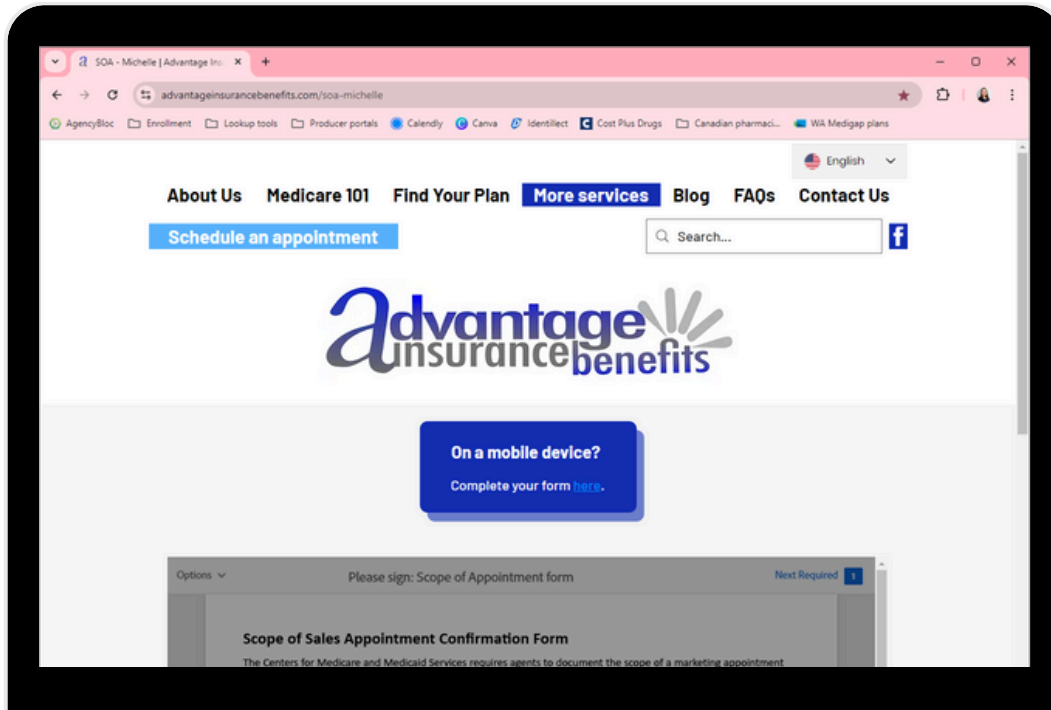 SOA - Michelle | Advantage Ins
advantageinsurancebenefits.com/soa-michelle
AgencyBloc Enrollment Lookup tools Producer portals Calendly Canva Identillect Cost Plus Drugs Canadian pharmaci... WA Medigap plans
English
About Us Medicare 101 Find Your Plan More services Blog FAQs Contact Us
Schedule an appointment Search... f
advantage
insurance benefits
On a mobile device?
Complete your form here.
Options Please sign: Scope of Appointment form Next Required 1
Scope of Sales Appointment Confirmation Form
The Centers for Medicare and Medicaid Services requires agents to document the scope of a marketing appointment